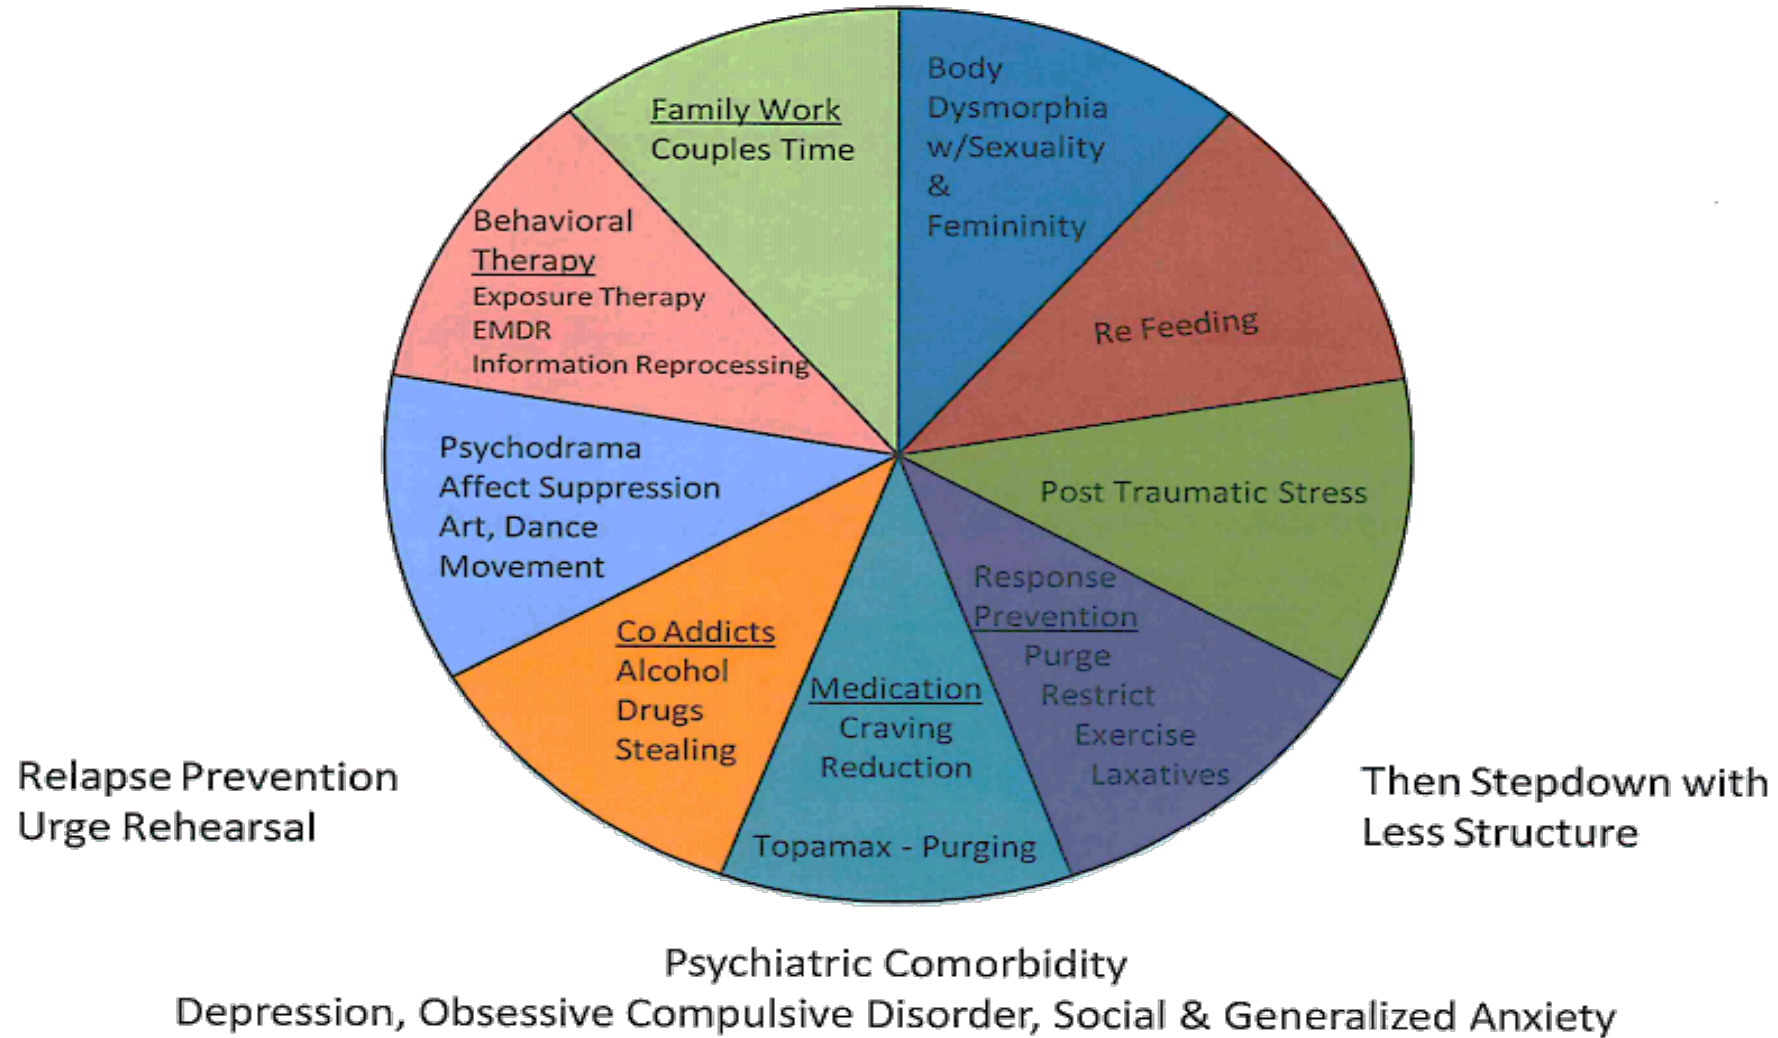 Body
Dysmorphia
w/Sexuality
&
Femininity
Re Feeding
Post Traumatic Stress
Response
Prevention
Purge
Restrict
Exercise
Laxatives
Medication
Craving
Reduction
Topamax - Purging
Co Addicts
Alcohol
Drugs
Stealing
Psychodrama
Affect Suppression
Art, Dance
Movement
Behavioral
Therapy
Exposure Therapy
EMDR
Information Reprocessing
Family Work
Couples Time
Relapse Prevention
Urge Rehearsal
Then Stepdown with
Less Structure
Psychiatric Comorbidity
Depression, Obsessive Compulsive Disorder, Social & Generalized Anxiety